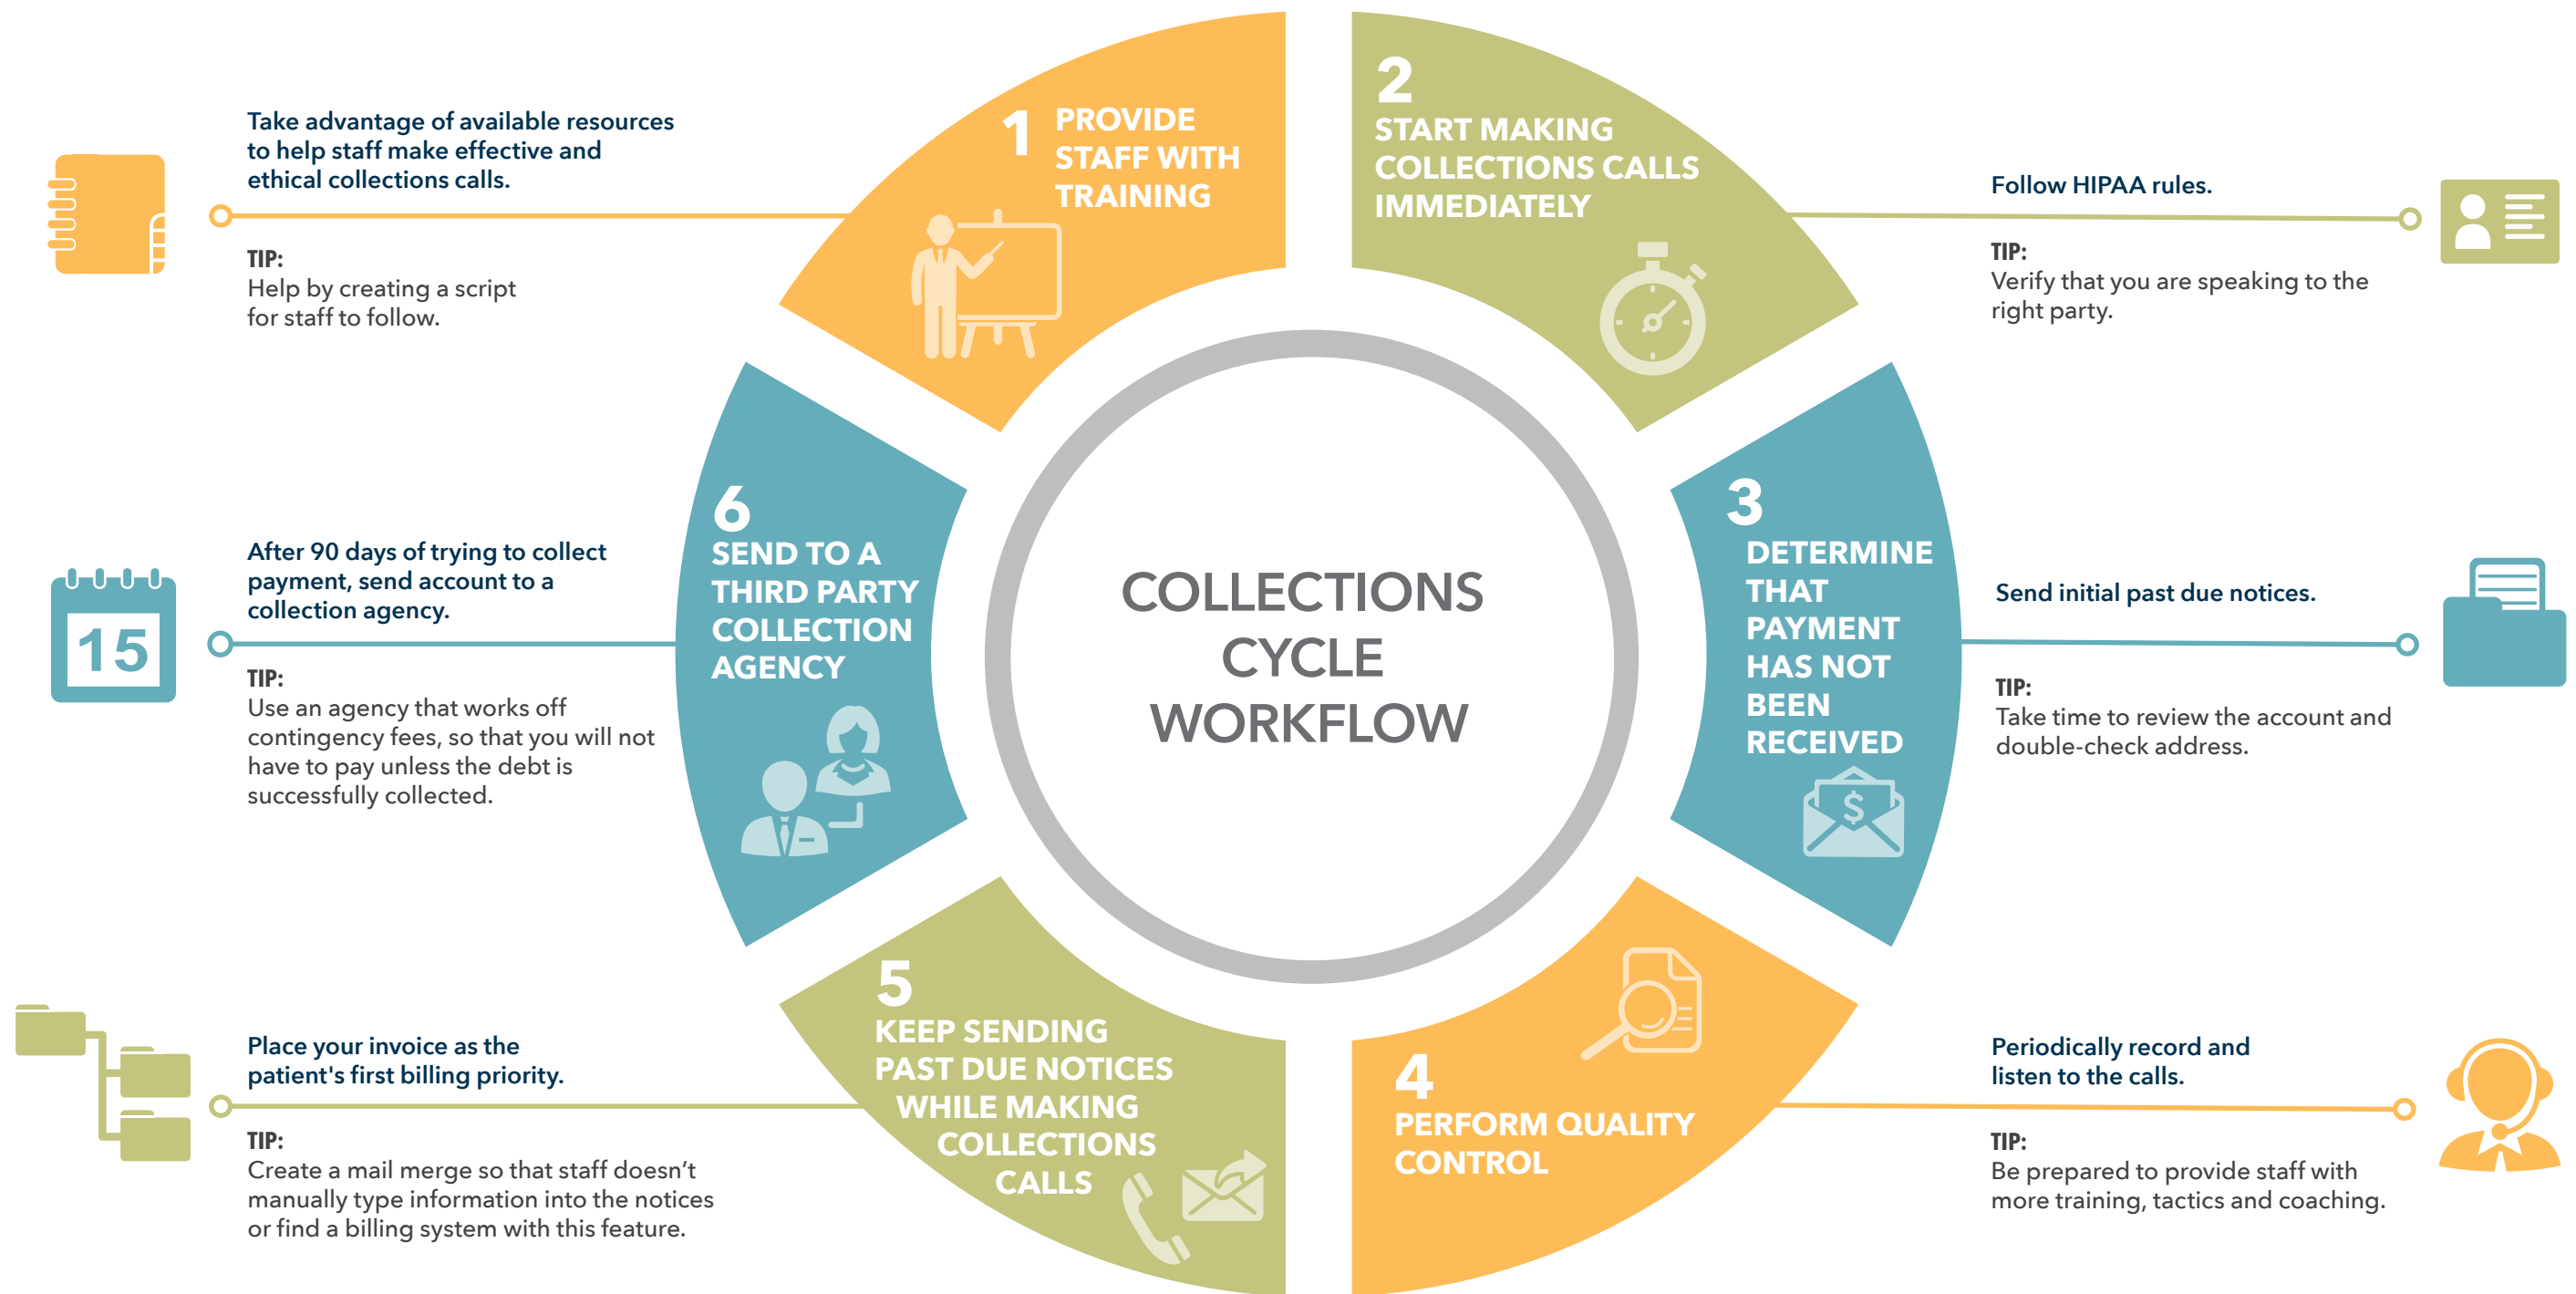 COLLECTIONS
CYCLE
WORKFLOW
1
PROVIDE
STAFF WITH
TRAINING
Take advantage of available resources
to help staff make effective and
ethical collections calls.
TIP:
Help by creating a script
for staff to follow.
2
START MAKING
COLLECTIONS CALLS
IMMEDIATELY
Follow HIPAA rules.
TIP:
Verify that you are speaking to the
right party.
3
DETERMINE
THAT
PAYMENT
HAS NOT
BEEN
RECEIVED
$
Send initial past due notices.
TIP:
Take time to review the account and
double-check address.
4
PERFORM QUALITY
CONTROL
Periodically record and
listen to the calls.
TIP:
Be prepared to provide staff with
more training, tactics and coaching.
5
KEEP SENDING
PAST DUE NOTICES
WHILE MAKING
COLLECTIONS
CALLS
Place your invoice as the
patient's first billing priority.
TIP:
Create a mail merge so that staff doesn’t
manually type information into the notices
or find a billing system with this feature.
6
SEND TO A
THIRD PARTY
COLLECTION
AGENCY
15
After 90 days of trying to collect
payment, send account to a
collection agency.
TIP:
Use an agency that works off
contingency fees, so that you will not
have to pay unless the debt is
successfully collected.